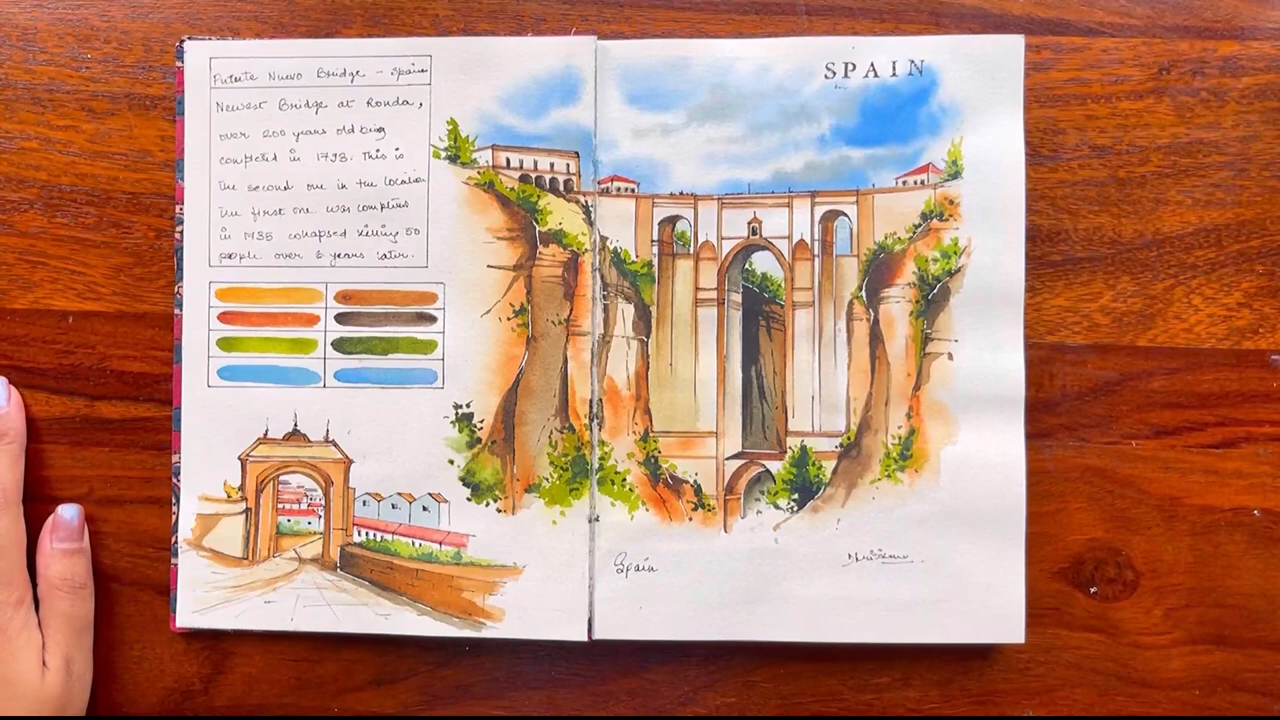 Puente Nuevo Bridge - Spain
Newest Bridge at Ronda,
over 200 years old being
completed in 1793. This is
the second one in the location
The first one was completed
in 1735 collapsed killing 50
people over 6 years later.
SPAIN
Spain